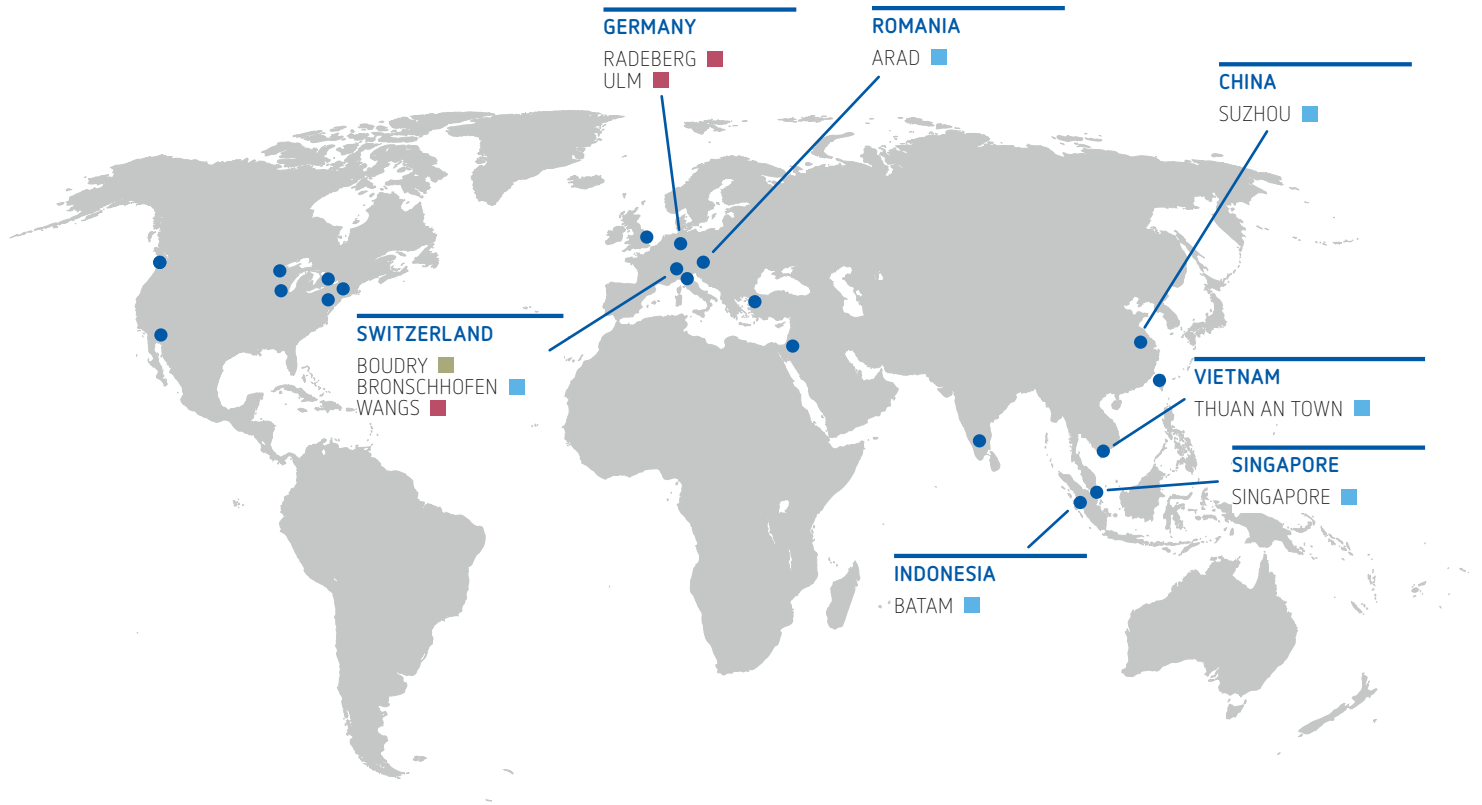 GERMANY
RADEBERG
ULM
ROMANIA
ARAD
CHINA
SUZHOU
SWITZERLAND
BOUDRY
BRONSCHHOFEN
WANGS
VIETNAM
THUAN AN TOWN
SINGAPORE
SINGAPORE
INDONESIA
BATAM